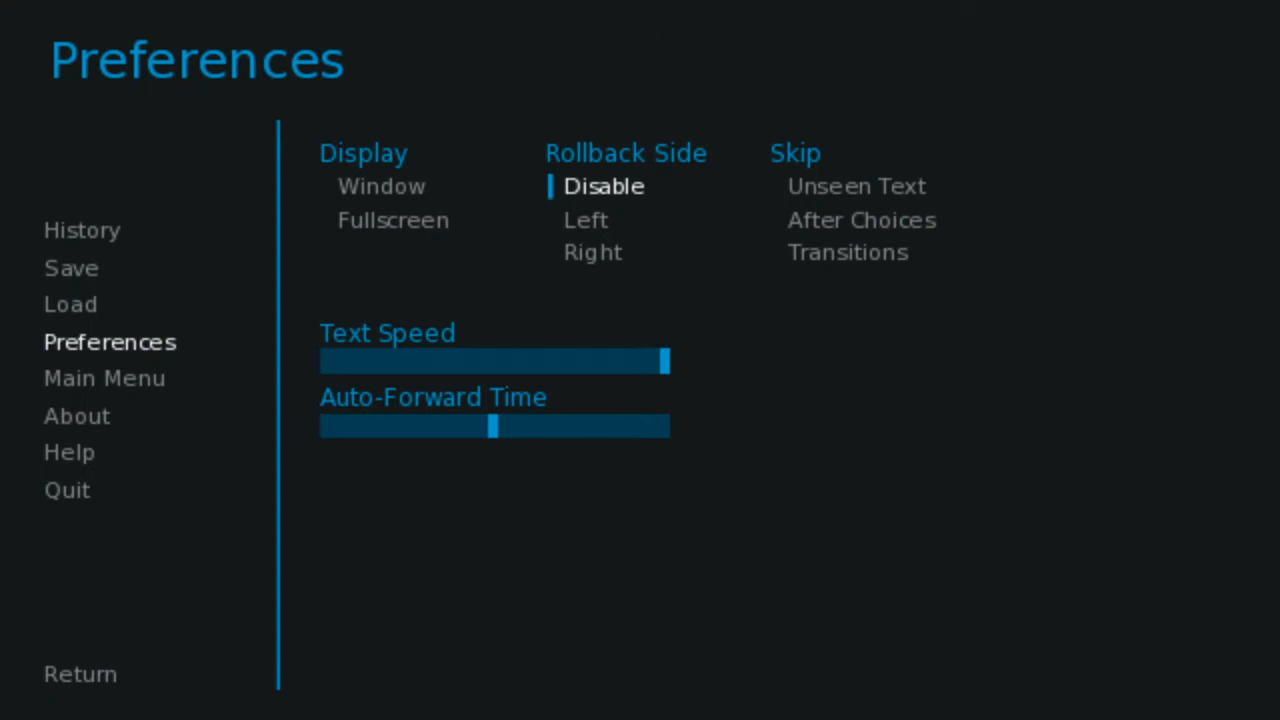 Preferences
History
Save
Load
Preferences
Main Menu
About
Help
Quit
Return
Display
Window
Fullscreen
Rollback Side
Disable
Left
Right
Skip
Unseen Text
After Choices
Transitions
Text Speed
Auto-Forward Time